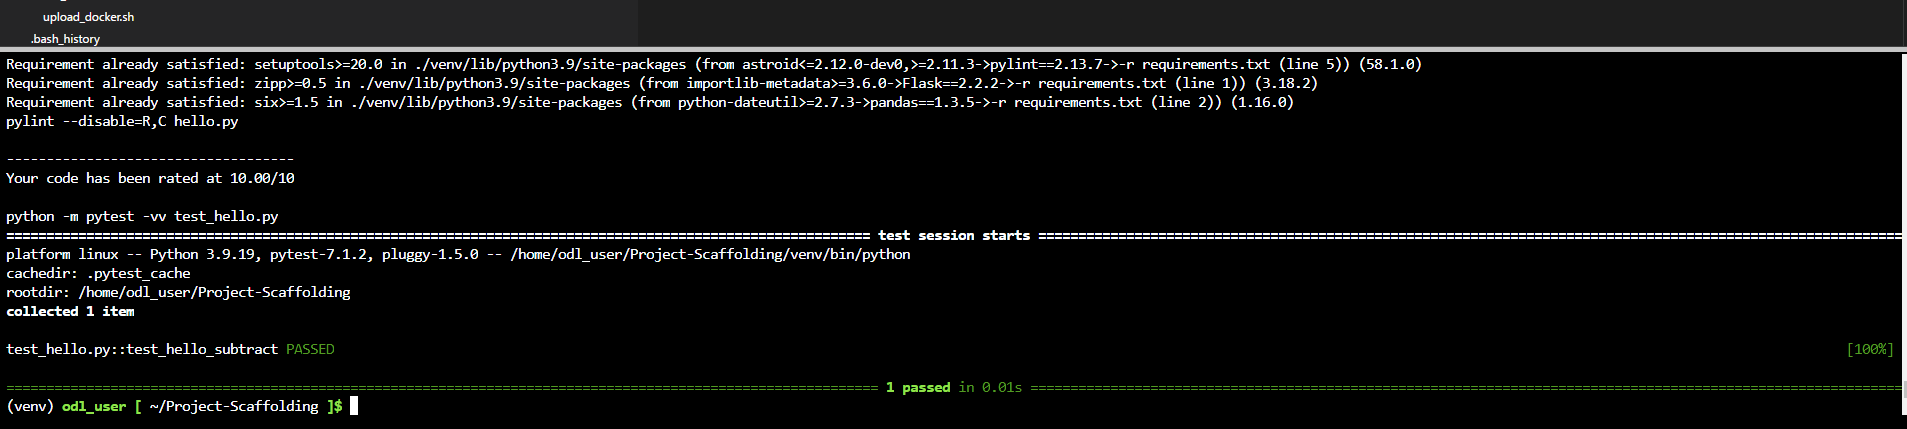 upload_docker.sh
.bash_history
Requirement already satisfied: setuptools>=20.0 in ./venv/lib/python3.9/site-packages (from astroid<=2.12.0-dev0,>=2.11.3->pylint==2.13.7->-r requirements.txt (line 5)) (58.1.0)
Requirement already satisfied: zipp>=0.5 in ./venv/lib/python3.9/site-packages (from importlib-metadata>=3.6.0->Flask==2.2.2->-r requirements.txt (line 1)) (3.18.2)
Requirement already satisfied: six>=1.5 in ./venv/lib/python3.9/site-packages (from python-dateutil>=2.7.3->pandas==1.3.5->-r requirements.txt (line 2)) (1.16.0)
pylint --disable=R,C hello.py
------------------------------------
Your code has been rated at 10.00/10
python -m pytest -vv test_hello.py
============ test session starts ============
platform linux -- Python 3.9.19, pytest-7.1.2, pluggy-1.5.0 -- /home/odl_user/Project-Scaffolding/venv/bin/python
cachedir: .pytest_cache
rootdir: /home/odl_user/Project-Scaffolding
collected 1 item
test_hello.py::test_hello_subtract PASSED [100%]
============ 1 passed in 0.01s ============
(venv) odl_user [ ~/Project-Scaffolding ]$